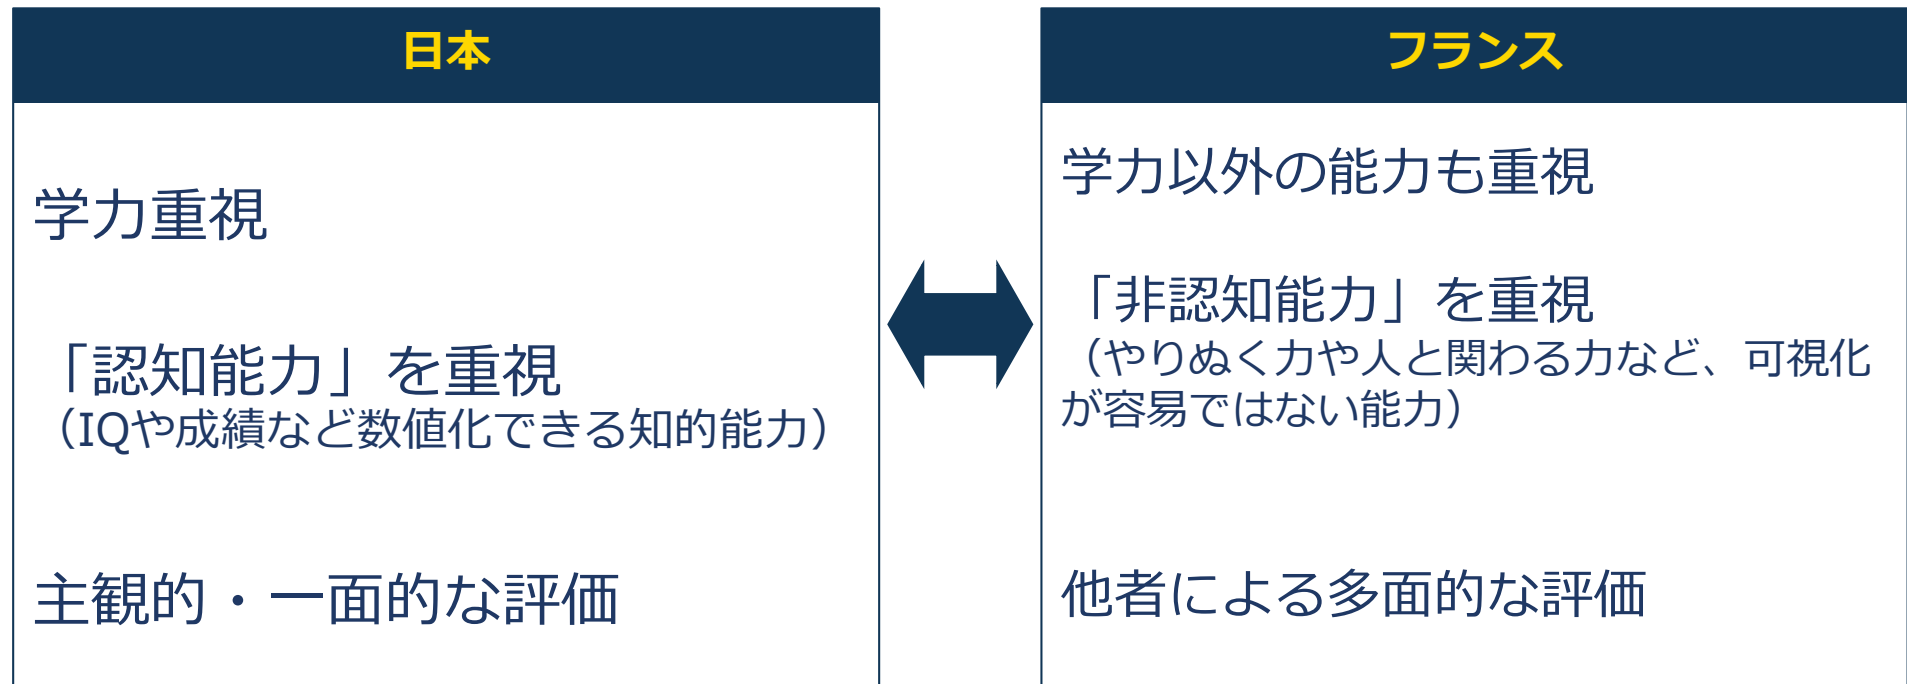 日本
学力重視
「認知能力」を重視
（IQや成績など数値化できる知的能力）
主観的・一面的な評価
フランス
学力以外の能力も重視
「非認知能力」を重視
（やりぬく力や人と関わる力など、可視化
が容易ではない能力）
他者による多面的な評価